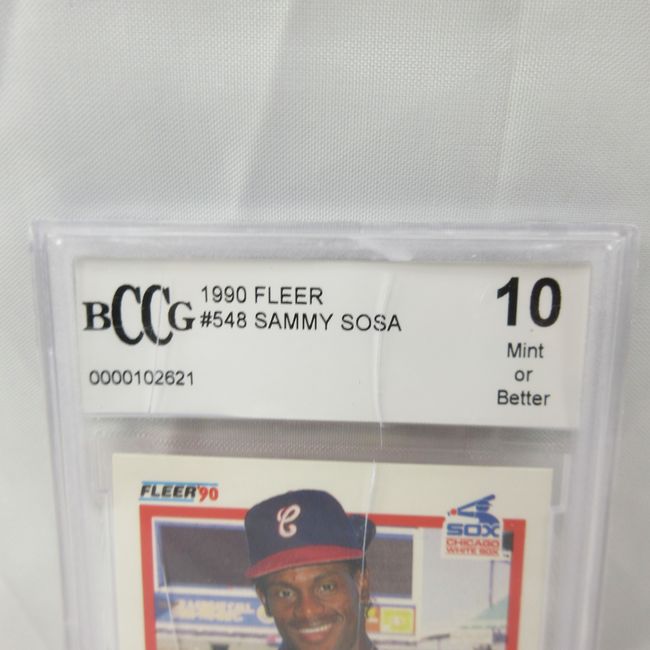 BCCG
1990 FLEER
#548 SAMMY SOSA
0000102621
10
Mint
or
Better
FLEER'90
SOX
CHICAGO
WHITE SOX
C